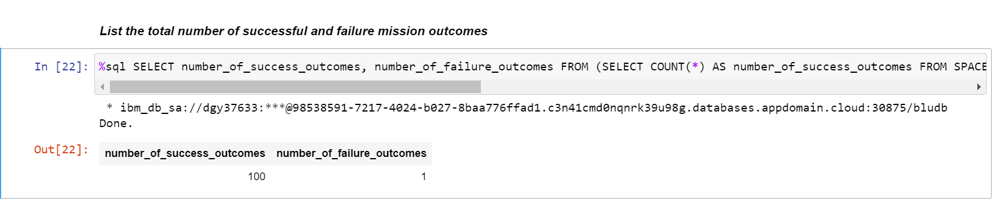 List the total number of successful and failure mission outcomes
In [22]: %sql SELECT number_of_success_outcomes, number_of_failure_outcomes FROM (SELECT COUNT(*) AS number_of_success_outcomes FROM SPACE
* ibm_db_sa://dgy37633:***@98538591-7217-4024-b027-8baa776ffad1.c3n41cmd0nqnrk39u98g.databases.appdomain.cloud:30875/bludb
Done.
Out[22]: number_of_success_outcomes number_of_failure_outcomes
100 1